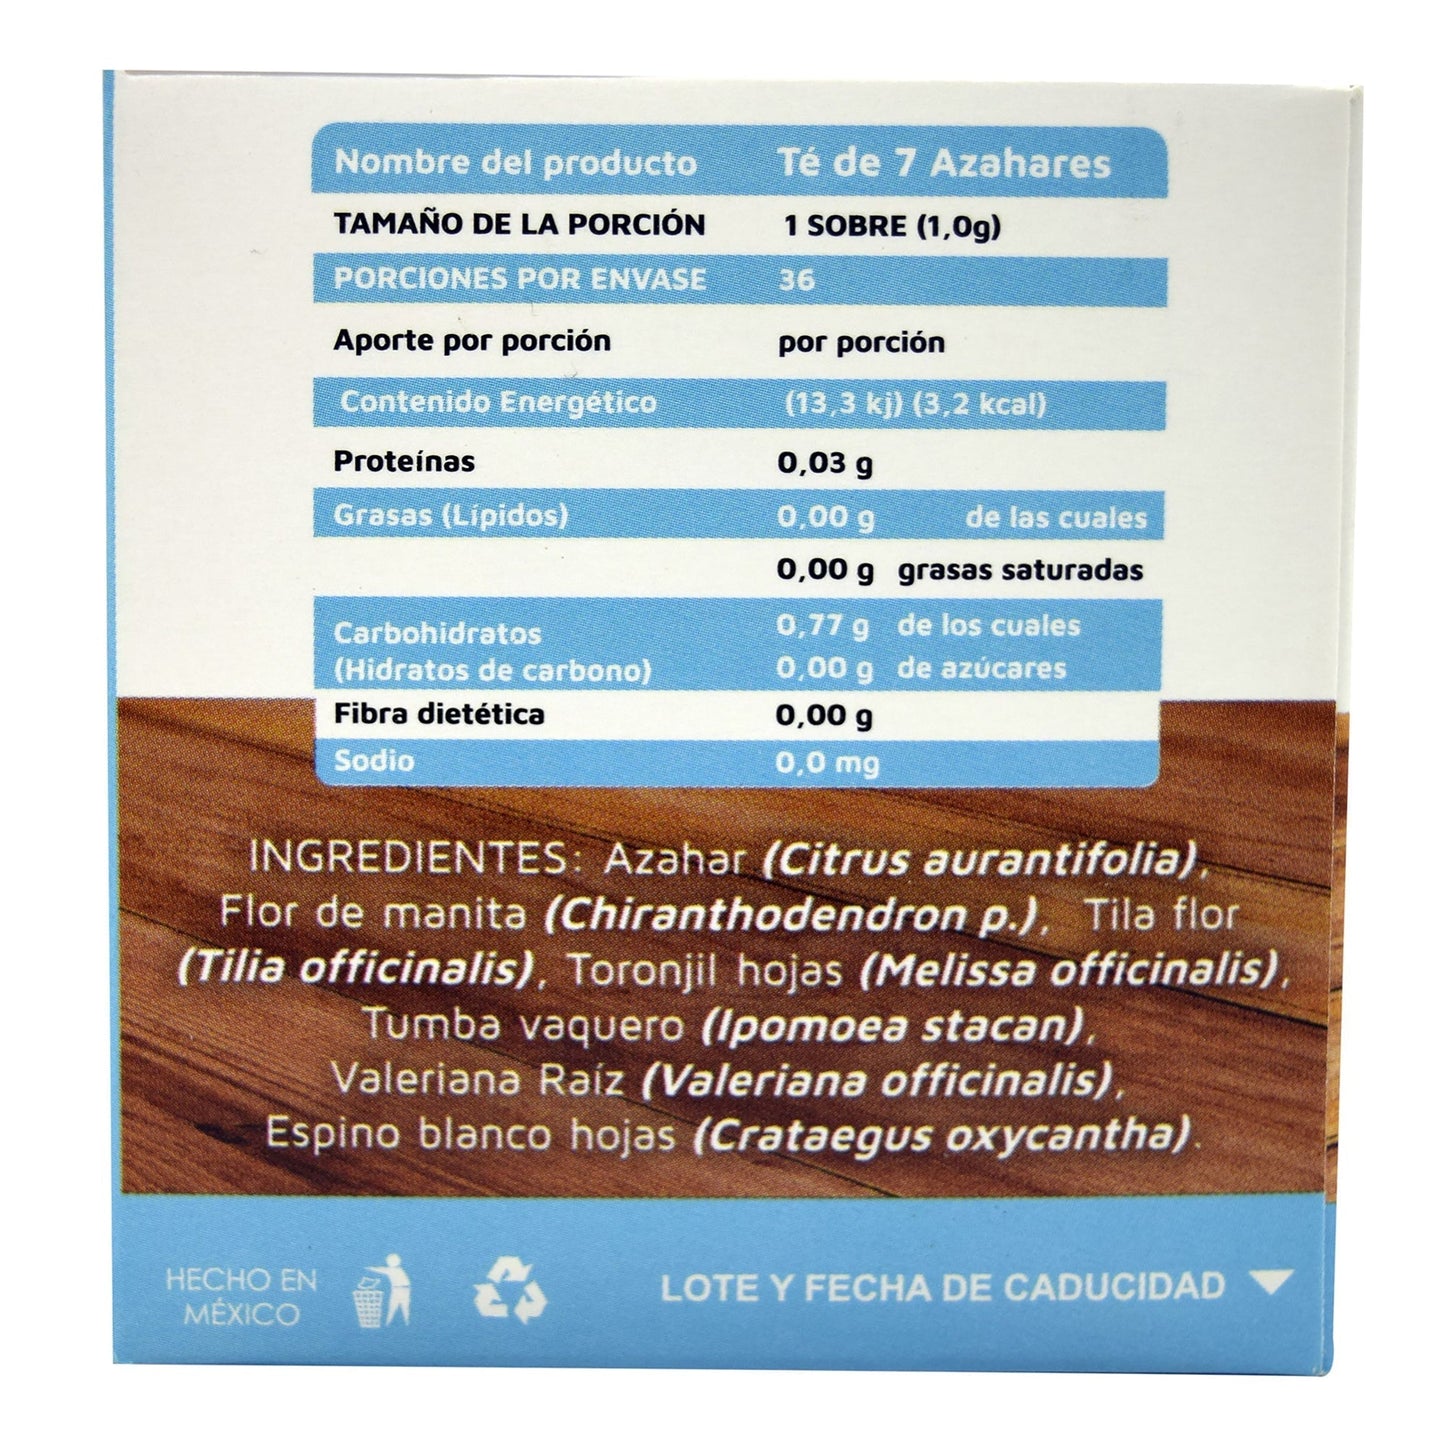 Nombre del producto Té de 7 Azahares
TAMAÑO DE LA PORCIÓN 1 SOBRE (1,0g)
PORCIONES POR ENVASE 36
Aporte por porción por porción
Contenido Energético (13,3 kj) (3,2 kcal)
Proteínas 0,03 g
Grasas (Lípidos) 0,00 g de las cuales
0,00 g grasas saturadas
Carbohidratos 0,77 g de los cuales
(Hidratos de carbono) 0,00 g de azúcares
Fibra dietética 0,00 g
Sodio 0,0 mg
INGREDIENTES: Azahar (Citrus aurantifolia),
Flor de manita (Chiranthodendron p.), Tila flor
(Tilia officinalis), Toronjil hojas (Melissa officinalis),
Tumba vaquero (Ipomoea stacan),
Valeriana Raíz (Valeriana officinalis),
Espino blanco hojas (Crataegus oxycantha).
HECHO EN
MÉXICO
LOTE Y FECHA DE CADUCIDAD